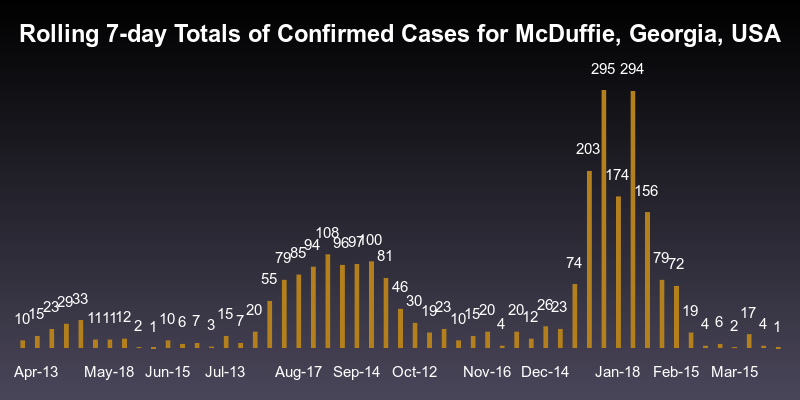 Rolling 7-day Totals of Confirmed Cases for McDuffie, Georgia, USA
295 294
203
174
156
108
94 96 97 100
79 85 81 79
74 72
55
46
10 15 23 29 33 30
11 11 12 2 1 10 6 7 3 15 7 20 19 23 10 15 20 4 20 12 26 23 19 4 6 2 17 4 1
Apr-13 May-18 Jun-15 Jul-13 Aug-17 Sep-14 Oct-12 Nov-16 Dec-14 Jan-18 Feb-15 Mar-15